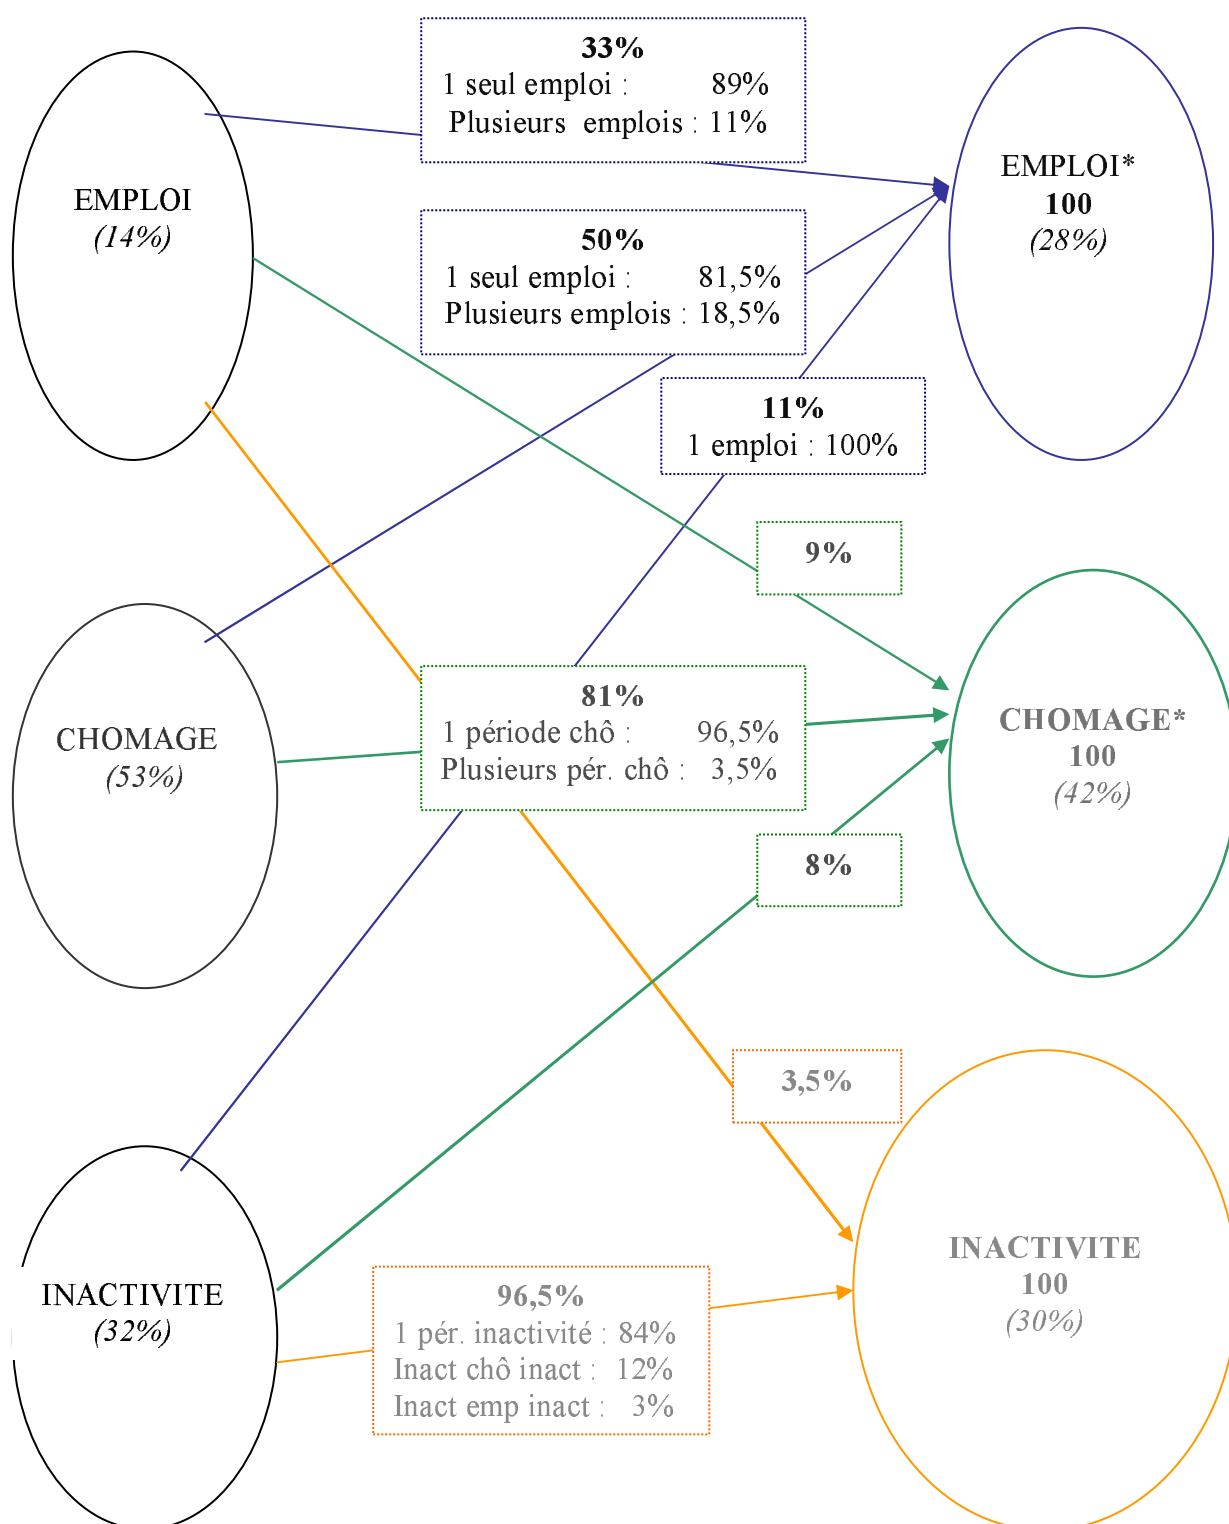 33%
1 seul emploi : 89%
Plusieurs emplois : 11%
EMPLOI
(14%)
EMPLOI*
100
(28%)
50%
1 seul emploi : 81,5%
Plusieurs emplois : 18,5%
11%
1 emploi : 100%
9%
CHOMAGE
(53%)
81%
1 période chô : 96,5%
Plusieurs pér. chô : 3,5%
CHOMAGE*
100
(42%)
8%
3,5%
INACTIVITE
(32%)
96,5%
1 pér. inactivité : 84%
Inact chô inact : 12%
Inact emp inact : 3%
INACTIVITE
100
(30%)